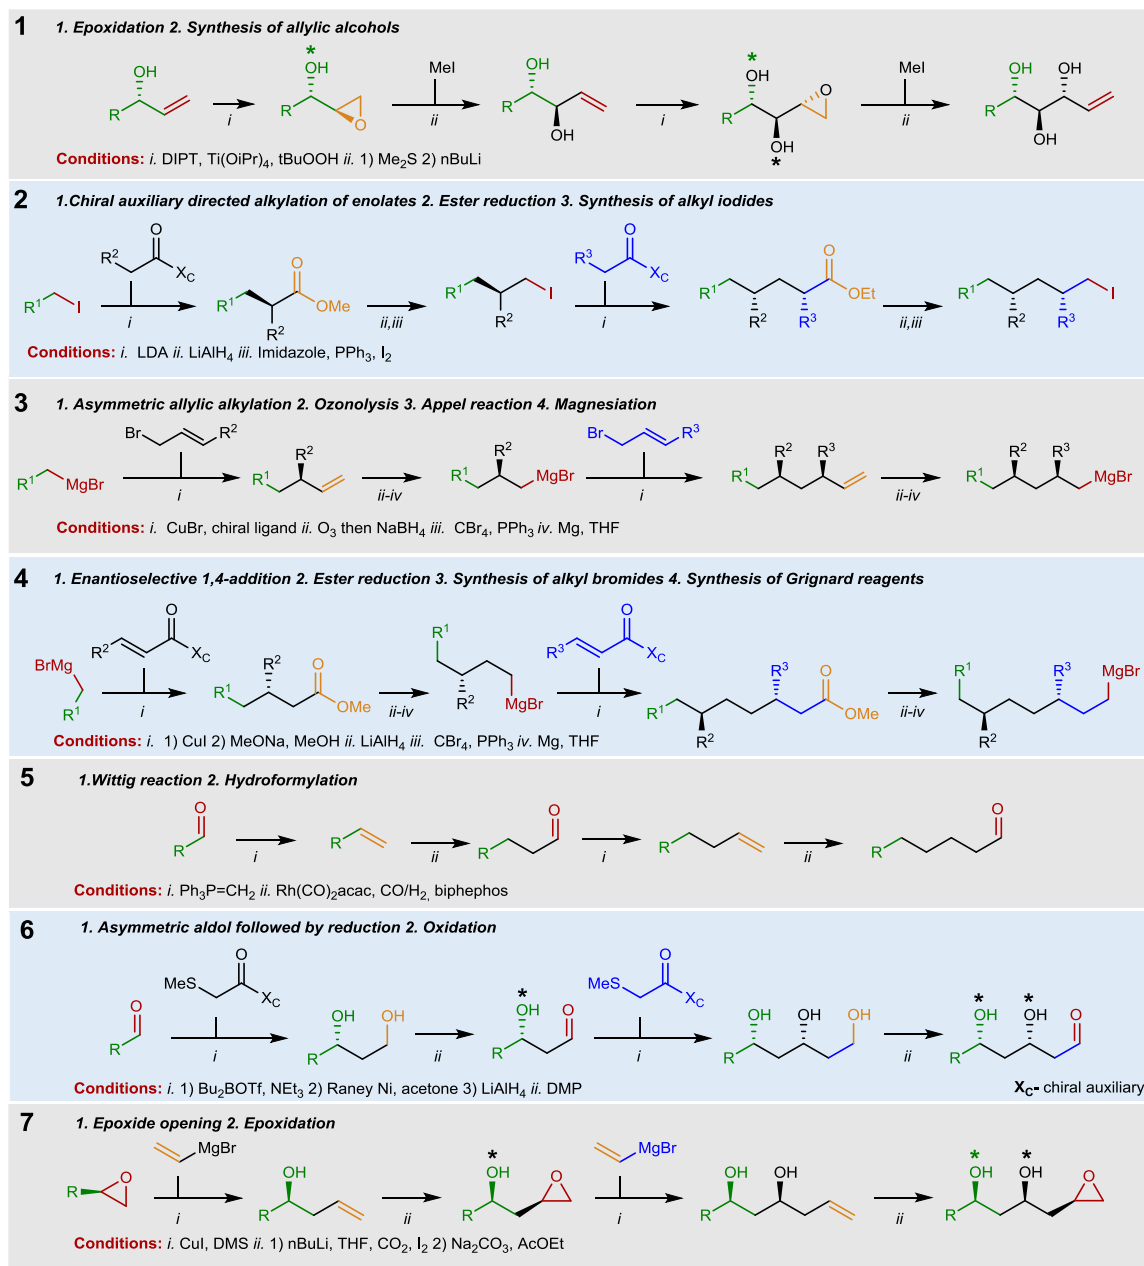 1 1. Epoxidation 2. Synthesis of allylic alcohols
OH
R
i
*
OH
R
O
MeI
ii
OH
R
OH
i
*
OH
R
O
OH
*
MeI
ii
OH OH
R
OH
Conditions: i. DIPT, Ti(OiPr)4, tBuOOH ii. 1) Me2S 2) nBuLi
2 1.Chiral auxiliary directed alkylation of enolates 2. Ester reduction 3. Synthesis of alkyl iodides
R1 I
O
R2 XC
i
O
R1 OMe
R2
ii,iii
R1 I
R2
O
R3 XC
i
O
R1 OEt
R2 R3
ii,iii
R1 I
R2 R3
Conditions: i. LDA ii. LiAlH4 iii. Imidazole, PPh3, I2
3 1. Asymmetric allylic alkylation 2. Ozonolysis 3. Appel reaction 4. Magnesiation
R1 MgBr
Br R2
i
R2
R1
ii-iv
R2
R1 MgBr
Br R3
i
R2 R3
R1
ii-iv
R2 R3
R1 MgBr
Conditions: i. CuBr, chiral ligand ii. O3 then NaBH4 iii. CBr4, PPh3 iv. Mg, THF
4 1. Enantioselective 1,4-addition 2. Ester reduction 3. Synthesis of alkyl bromides 4. Synthesis of Grignard reagents
BrMg
R1
O
R2 XC
i
R2 O
R1 OMe
ii-iv
R1
R2 MgBr
O
R3 XC
i
R3 O
R1 OMe
R2
ii-iv
R1 R3 MgBr
R2
Conditions: i. 1) CuI 2) MeONa, MeOH ii. LiAlH4 iii. CBr4, PPh3 iv. Mg, THF
5 1.Wittig reaction 2. Hydroformylation
O
R
i
R
ii
O
R
i
R
ii
O
R
Conditions: i. Ph3P=CH2 ii. Rh(CO)2acac, CO/H2, biphephos
6 1. Asymmetric aldol followed by reduction 2. Oxidation
O
R
O
MeS XC
i
OH OH
R
ii
*
OH O
R
O
MeS XC
i
OH OH OH
R
ii
* *
OH OH O
R
Conditions: i. 1) Bu2BOTf, NEt3 2) Raney Ni, acetone 3) LiAlH4 ii. DMP
XC- chiral auxiliary
7 1. Epoxide opening 2. Epoxidation
R O
MgBr
i
OH
R
ii
*
OH O
R
MgBr
i
OH OH
R
ii
* *
OH OH O
R
Conditions: i. CuI, DMS ii. 1) nBuLi, THF, CO2, I2 2) Na2CO3, AcOEt